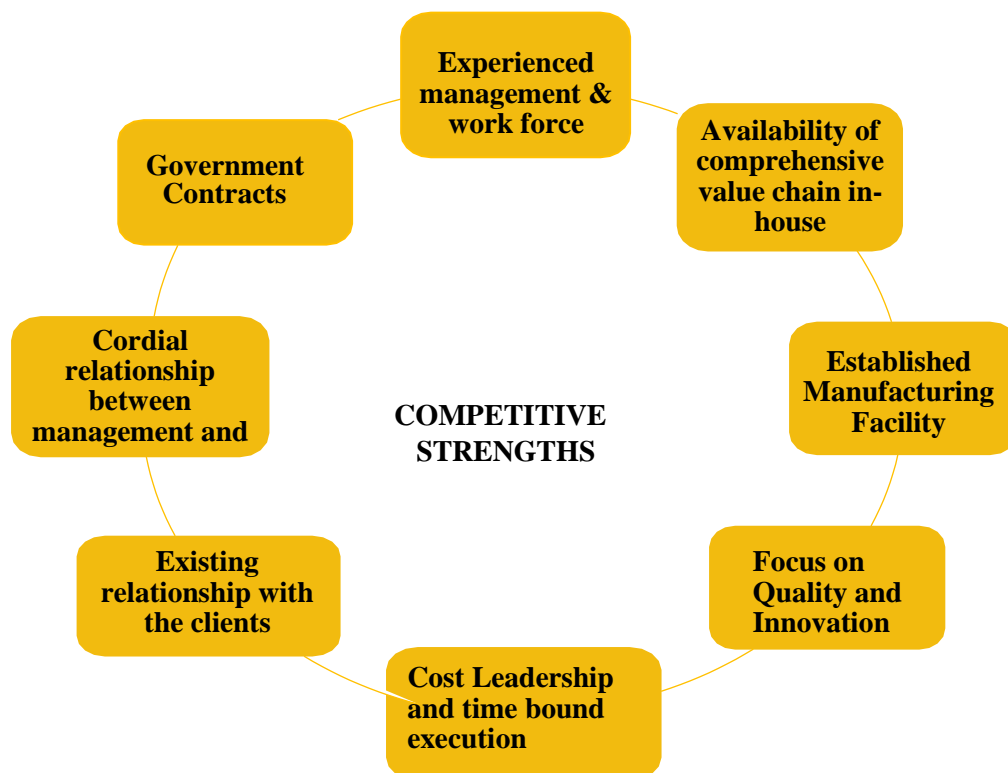 Experienced
management &
work force
Availability of
comprehensive
value chain in-
house
Established
Manufacturing
Facility
Focus on
Quality and
Innovation
Cost Leadership
and time bound
execution
Existing
relationship with
the clients
Cordial
relationship
between
management and
Government
Contracts
COMPETITIVE
STRENGTHS